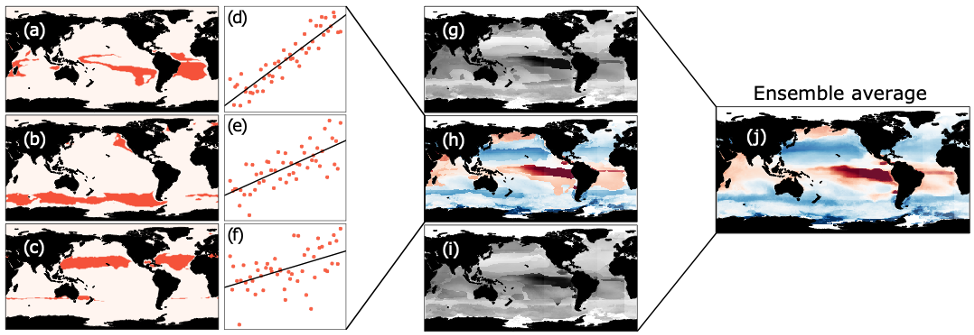 (a)
(d)
(g)
Ensemble average
(b)
(e)
(h)
(j)
(c)
(f)
(i)